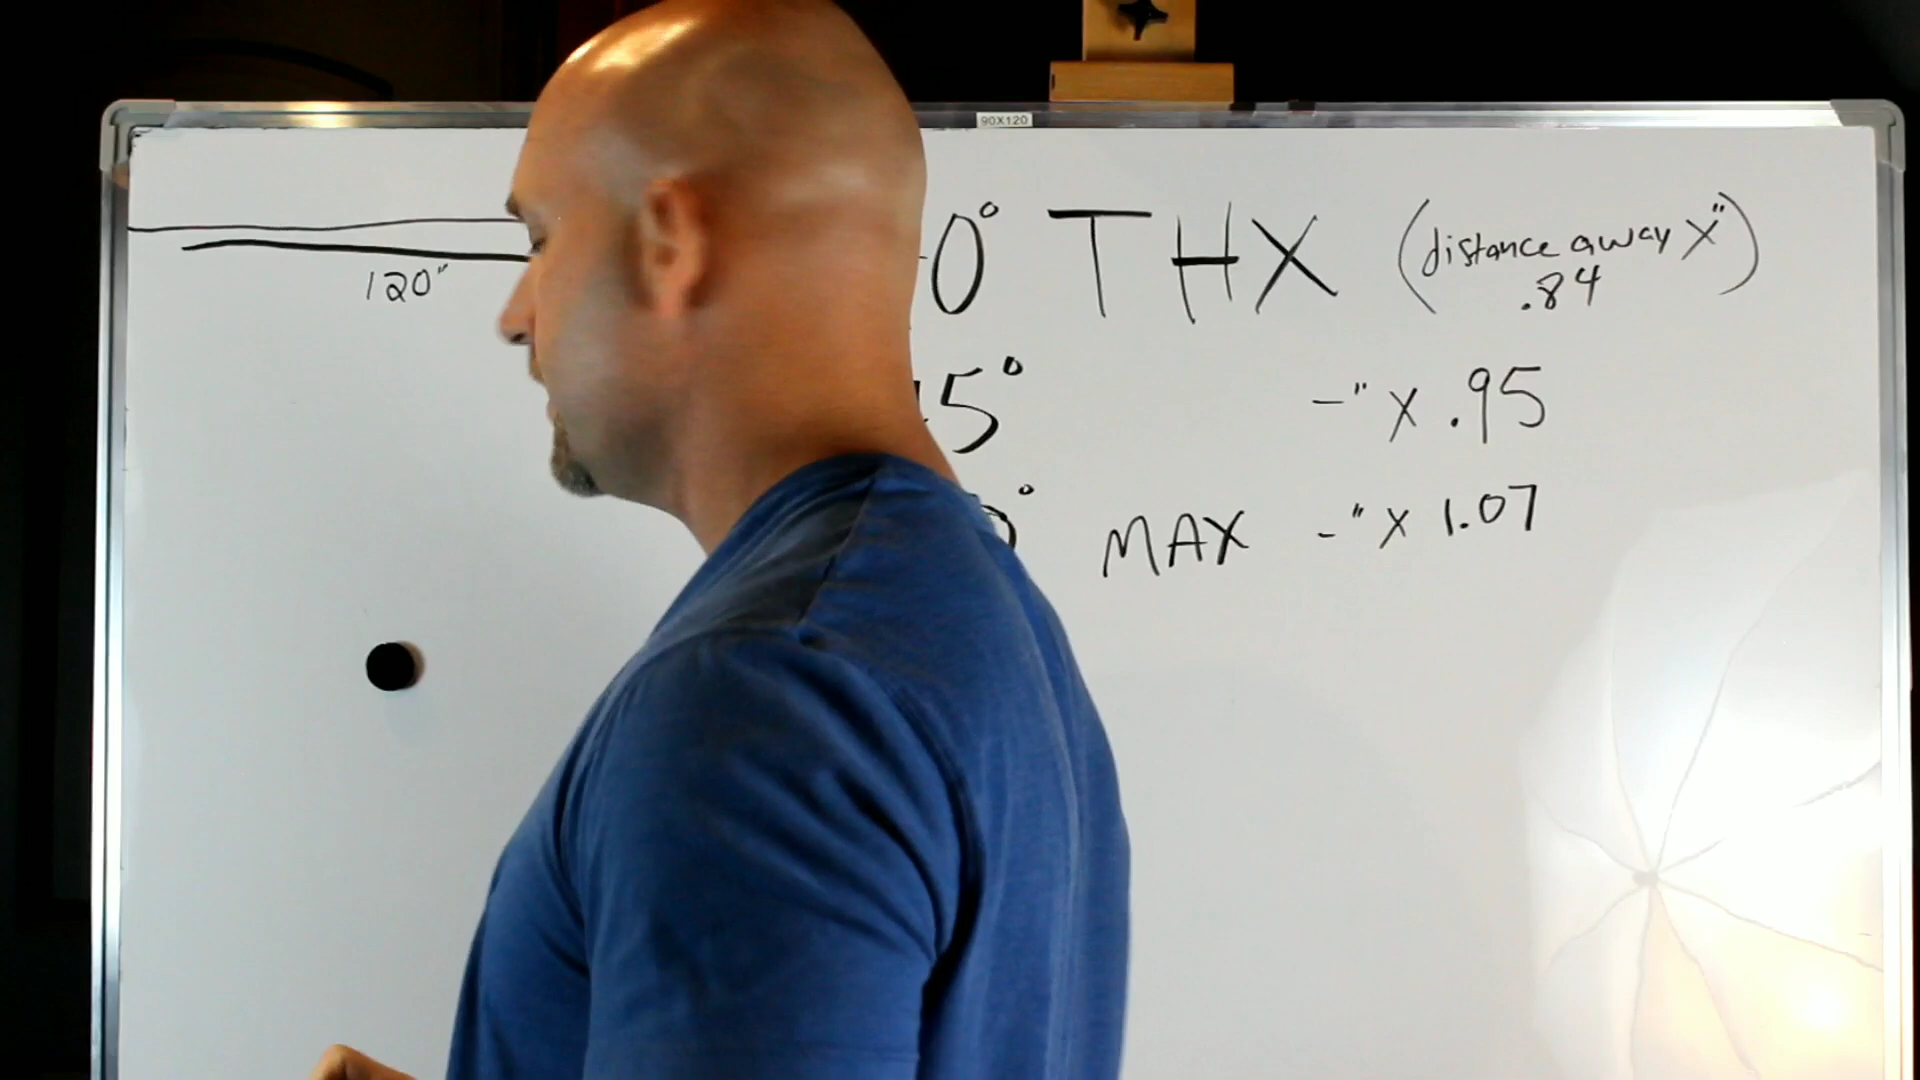 90X120
120"
0° THX (distance away X"
.84)
5° -" X .95
° MAX -" X 1.07